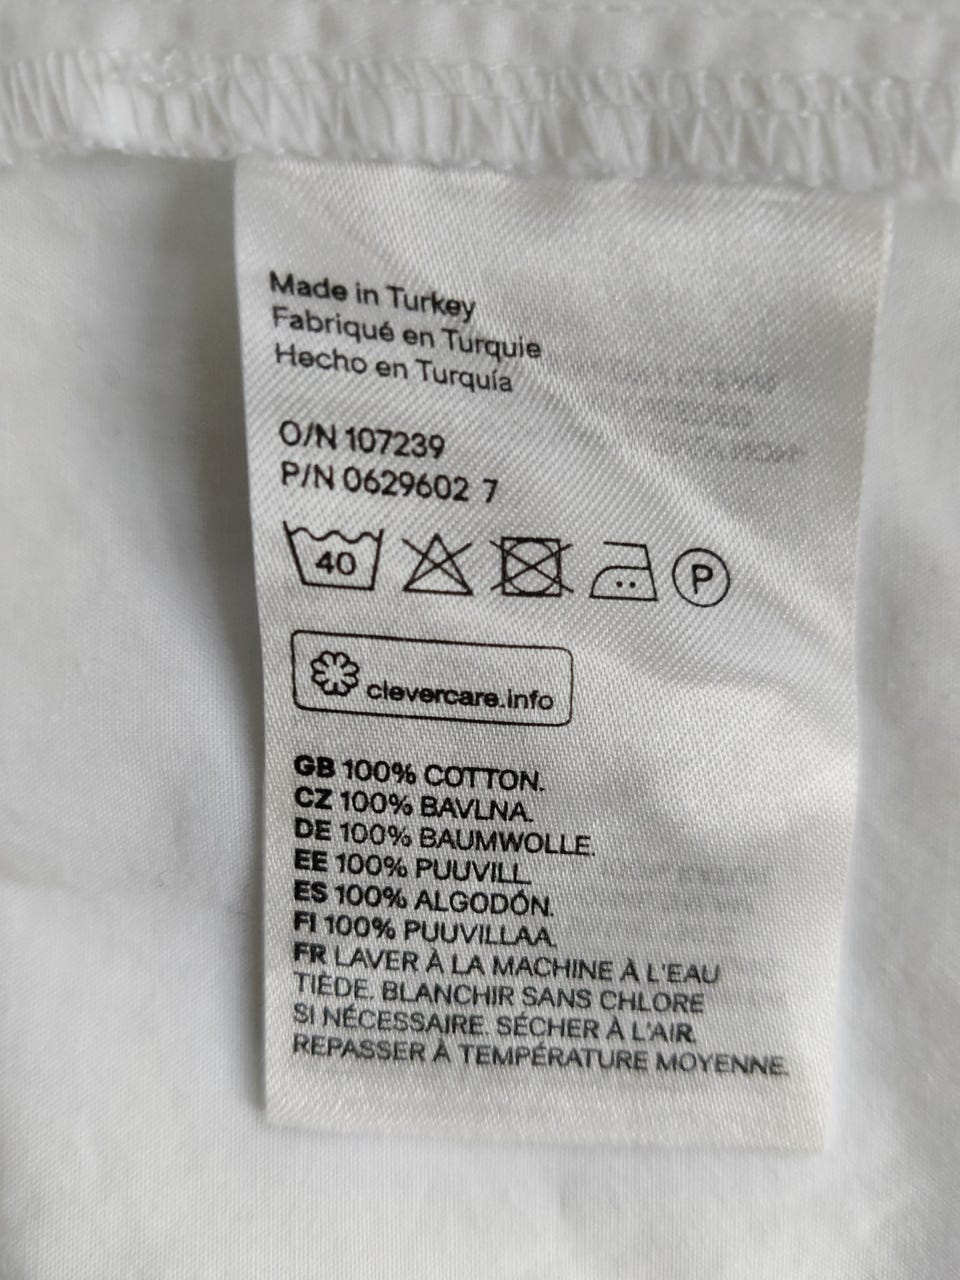 Made in Turkey
Fabriqué en Turquie
Hecho en Turquía
O/N 107239
P/N 0629602 7
40
P
clevercare.info
GB 100% COTTON.
CZ 100% BAVLNA.
DE 100% BAUMWOLLE.
EE 100% PUUVILL.
ES 100% ALGODÓN.
FI 100% PUUVILLAA.
FR LAVER À LA MACHINE À L'EAU
TIÈDE. BLANCHIR SANS CHLORE
SI NÉCESSAIRE. SÉCHER À L'AIR.
REPASSER À TEMPÉRATURE MOYENNE.